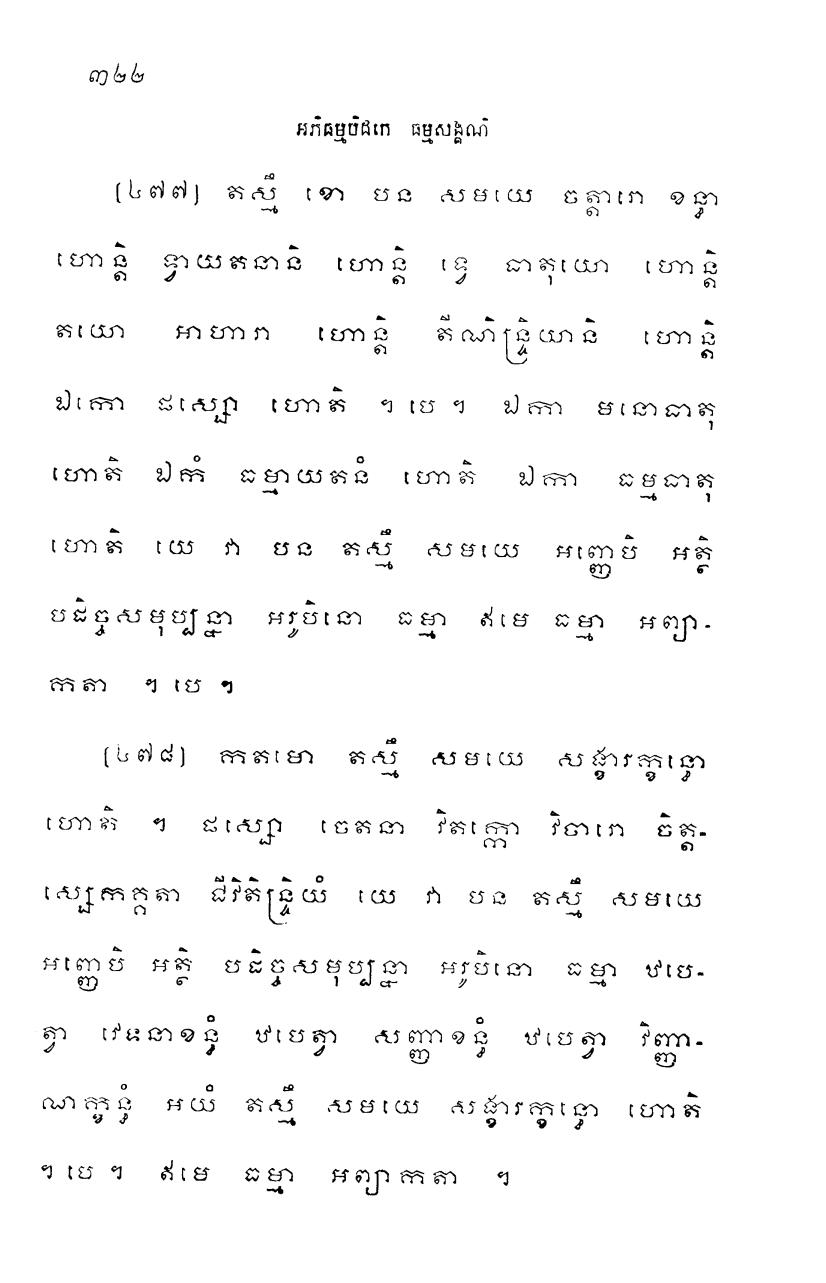 ៣២២
អភិធម្មបិដកេ ធម្មសង្គណិ
(៤៧៧) តស្មឹ ខោ បន សមយេ ចត្តារោ ខន្ធា
ហោន្តិ ទ្វាយតនានិ ហោន្តិ ទ្វេ ធាតុយោ ហោន្តិ
តយោ អាហារា ហោន្តិ តីណិន្ទ្រិយានិ ហោន្តិ
ឯកោ ផស្សោ ហោតិ ។ បេ ។ ឯកា មនោធាតុ
ហោតិ ឯកំ ធម្មាយតនំ ហោតិ ឯកា ធម្មធាតុ
ហោតិ យេ វា បន តស្មឹ សមយេ អញ្ញេបិ អត្ថិ
បដិច្ចសមុប្បន្នា អរូបិនោ ធម្មា ឥមេ ធម្មា អព្យា-
កតា ។ បេ ។
(៤៧៨) កតមោ តស្មឹ សមយេ សង្ខារក្ខន្ធោ
ហោតិ ។ ផស្សោ ចេតនា វិតក្កោ វិចារោ ចិត្ត-
ស្សេកគ្គតា ជីវិតិន្ទ្រិយំ យេ វា បន តស្មឹ សមយេ
អញ្ញេបិ អត្ថិ បដិច្ចសមុប្បន្នា អរូបិនោ ធម្មា ឋបេ-
ត្វា វេទនាខន្ធំ ឋបេត្វា សញ្ញាខន្ធំ ឋបេត្វា វិញ្ញា-
ណក្ខន្ធំ អយំ តស្មឹ សមយេ សង្ខារក្ខន្ធោ ហោតិ
។ បេ ។ ឥមេ ធម្មា អព្យាកតា ។